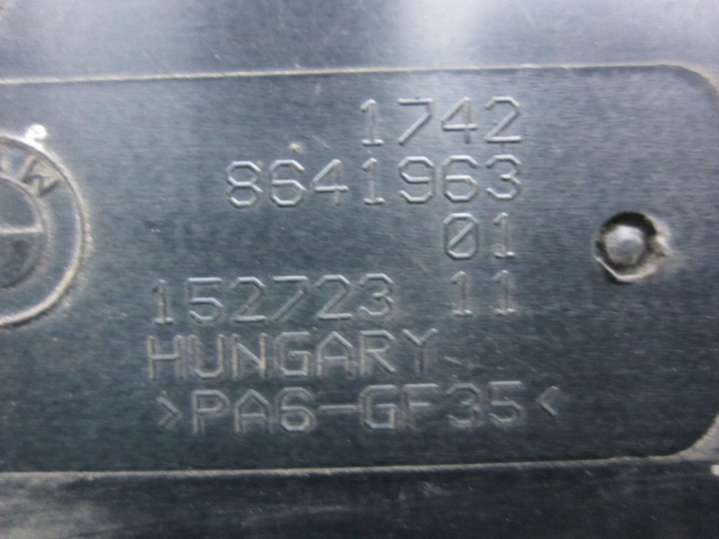 1742
8641963
01
152723 11
HUNGARY
>PA6-GF35<